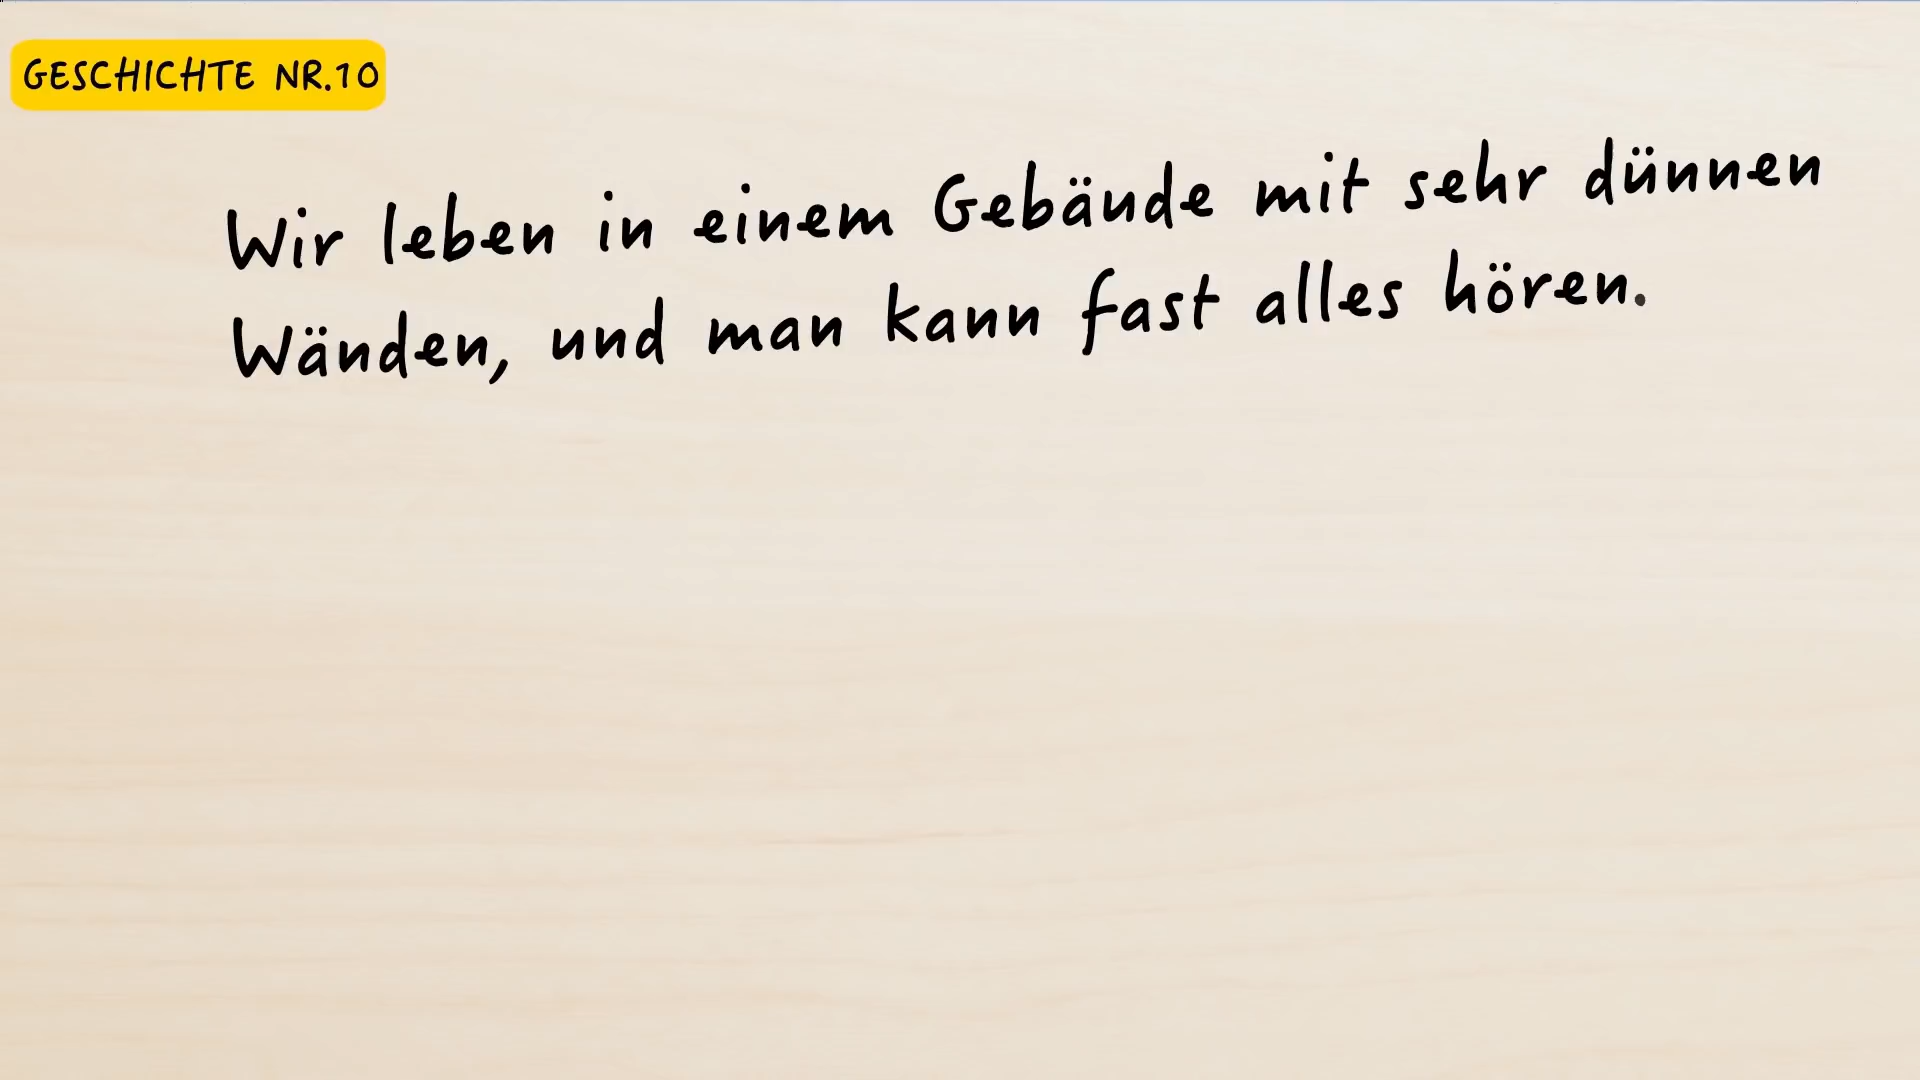 GESCHICHTE NR.10
Wir leben in einem Gebäude mit sehr dünnen
Wänden, und man kann fast alles hören.